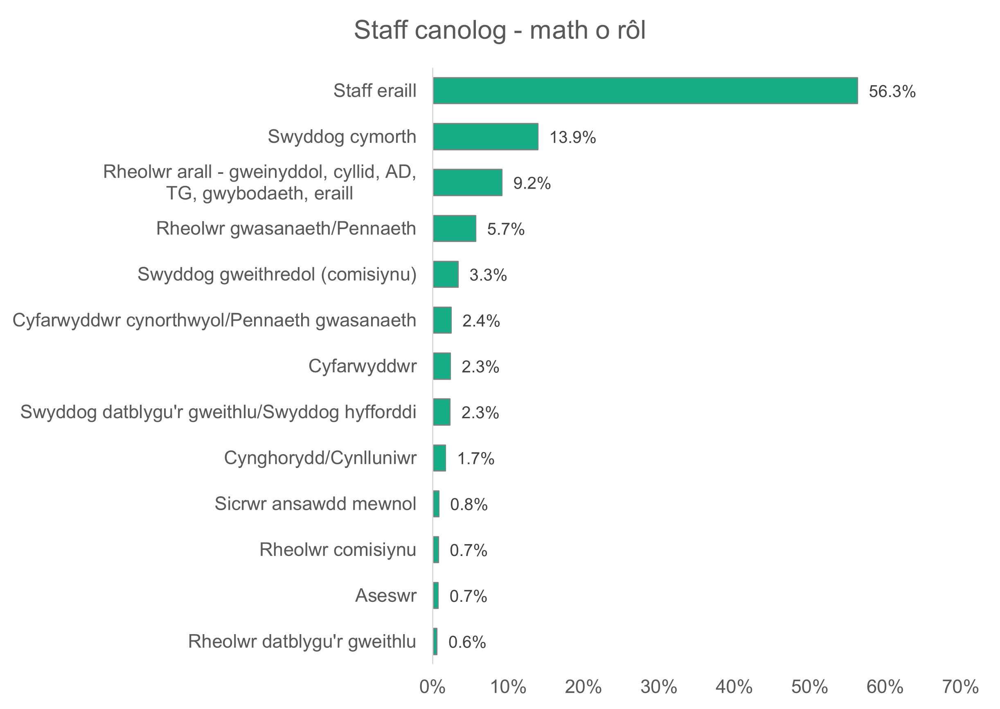 Staff canolog - math o rôl
Staff eraill
56.3%
Swyddog cymorth
13.9%
Rheolwr arall - gweinyddol, cyllid, AD,
TG, gwybodaeth, eraill
9.2%
Rheolwr gwasanaeth/Pennaeth
5.7%
Swyddog gweithredol (comisiynu)
3.3%
Cyfarwyddwr cynorthwyol/Pennaeth gwasanaeth
2.4%
Cyfarwyddwr
2.3%
Swyddog datblygu'r gweithlu/Swyddog hyfforddi
2.3%
Cynghorydd/Cynlluniwr
1.7%
Sicrwr ansawdd mewnol
0.8%
Rheolwr comisiynu
0.7%
Aseswr
0.7%
Rheolwr datblygu'r gweithlu
0.6%
0% 10% 20% 30% 40% 50% 60% 70%